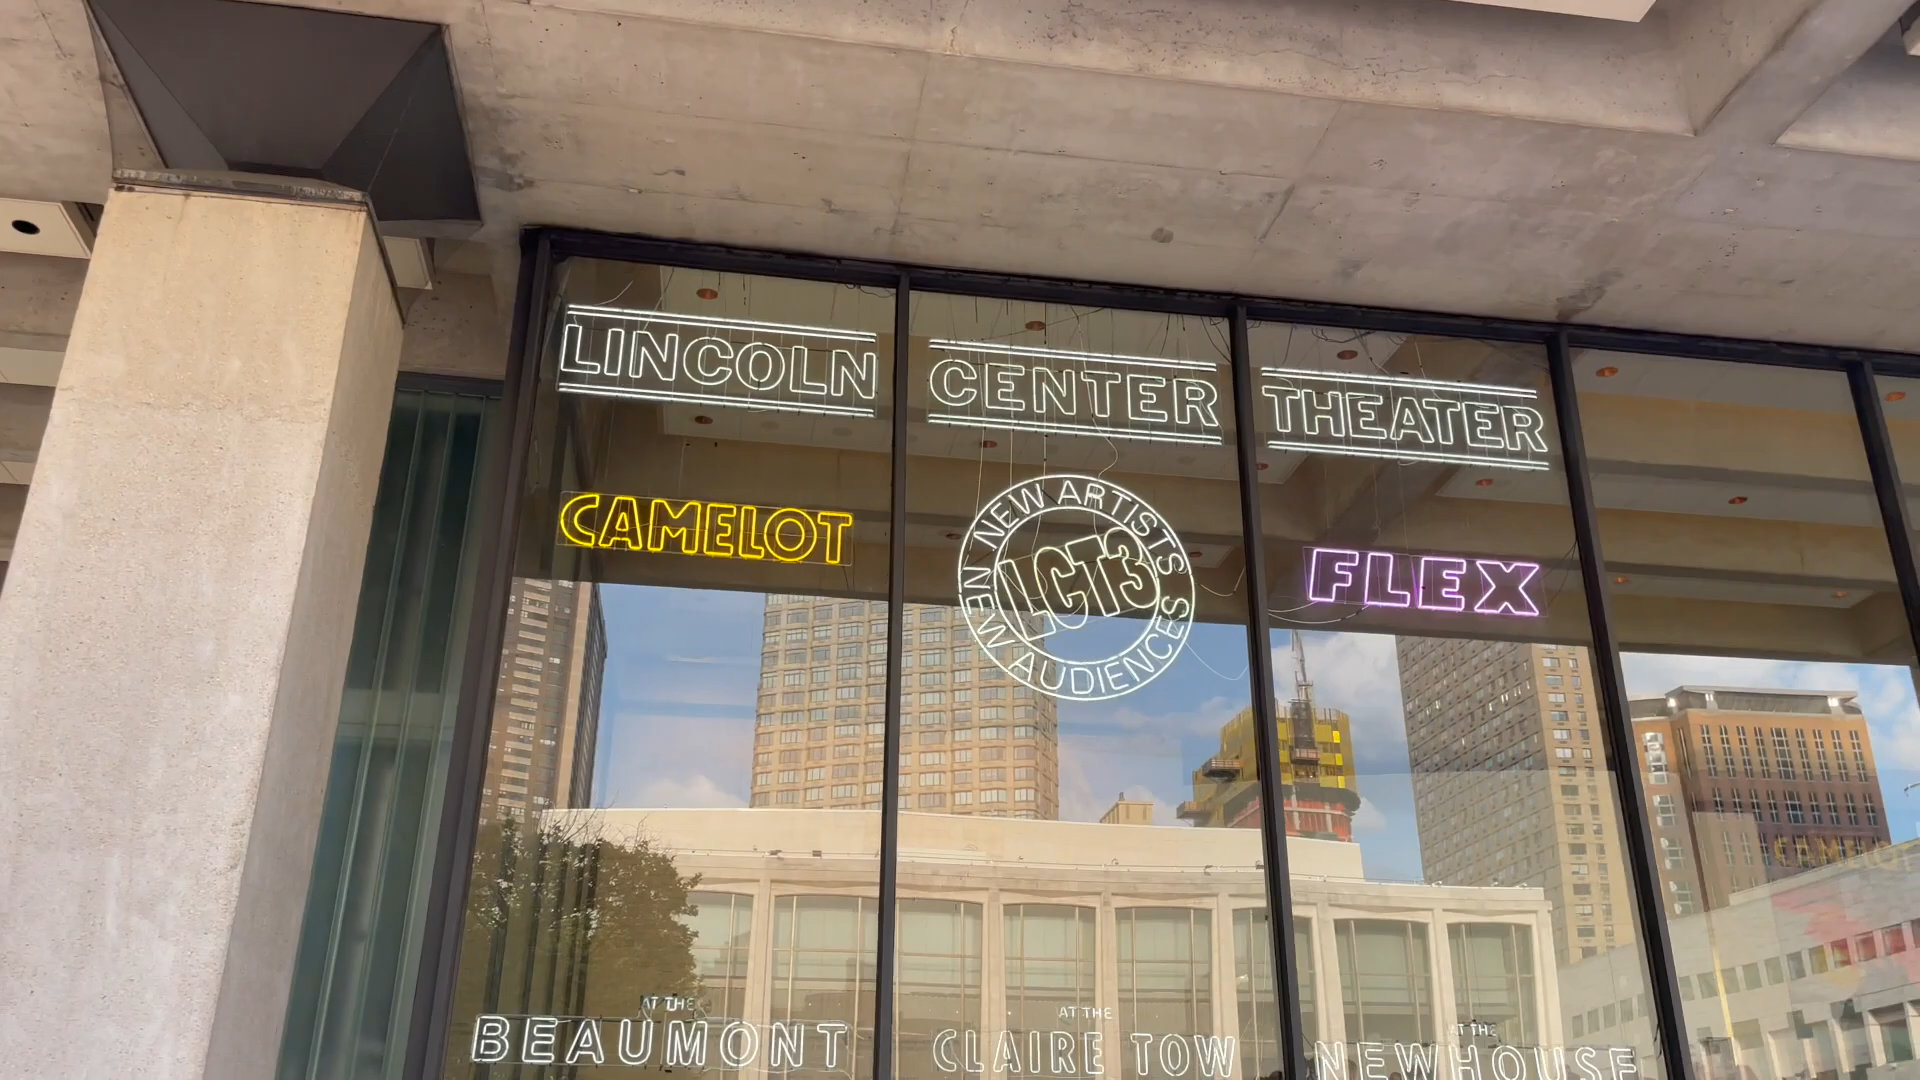 LINCOLN CENTER THEATER
CAMELOT
NEW ARTISTS
LCT3
NEW AUDIENCES
FLEX
AT THE
BEAUMONT
AT THE
CLAIRE TOW
AT THE
NEWHOUSE
CAMELOT